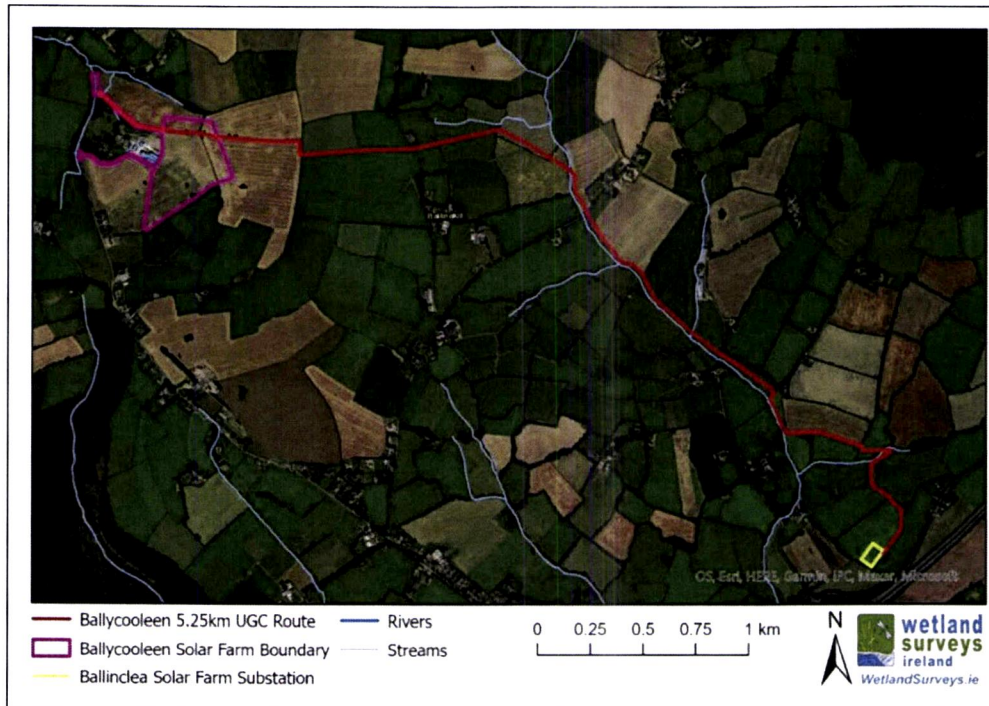 OS, Esri, HERE, Garmin, IPC, Maxar, Microsoft
Ballycooleen 5.25km UGC Route
Rivers
Ballycooleen Solar Farm Boundary
Streams
Ballinclea Solar Farm Substation
0 0.25 0.5 0.75 1 km
N
wetland
surveys
ireland
WetlandSurveys.ie